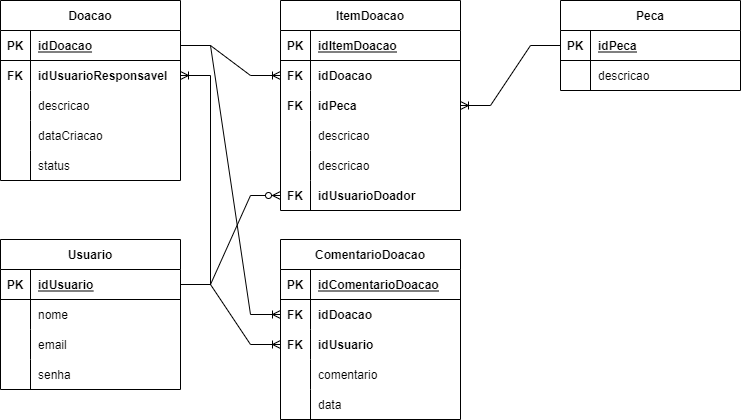 Doacao
PK idDoacao
FK idUsuarioResponsavel
descricao
dataCriacao
status
ItemDoacao
PK idItemDoacao
FK idDoacao
FK idPeca
descricao
descricao
FK idUsuarioDoador
Peca
PK idPeca
descricao
Usuario
PK idUsuario
nome
email
senha
ComentarioDoacao
PK idComentarioDoacao
FK idDoacao
FK idUsuario
comentario
data